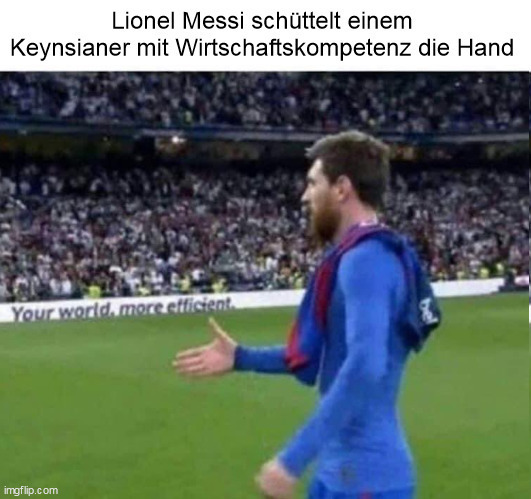 Lionel Messi schüttelt einem
Keynsianer mit Wirtschaftskompetenz die Hand
Your world, more efficient.
imgflip.com